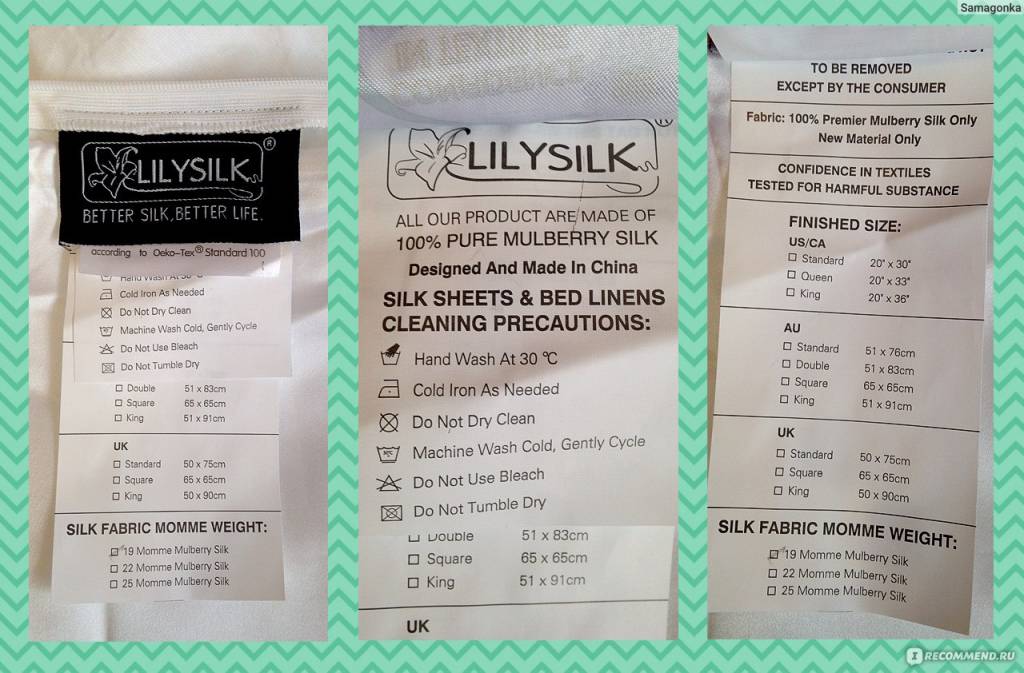 Samagonka
LILYSILK®
BETTER SILK, BETTER LIFE.
according to Oeko-Tex® Standard 100
Hand Wash At 30 °C
Cold Iron As Needed
Do Not Dry Clean
Machine Wash Cold, Gently Cycle
Do Not Use Bleach
Do Not Tumble Dry
Double 51 x 83cm
Square 65 x 65cm
King 51 x 91cm
UK
Standard 50 x 75cm
Square 65 x 65cm
King 50 x 90cm
SILK FABRIC MOMME WEIGHT:
19 Momme Mulberry Silk
22 Momme Mulberry Silk
25 Momme Mulberry Silk
LILYSILK
ALL OUR PRODUCT ARE MADE OF
100% PURE MULBERRY SILK
Designed And Made In China
SILK SHEETS & BED LINENS
CLEANING PRECAUTIONS:
Hand Wash At 30 °C
Cold Iron As Needed
Do Not Dry Clean
Machine Wash Cold, Gently Cycle
Do Not Use Bleach
Do Not Tumble Dry
Double 51 x 83cm
Square 65 x 65cm
King 51 x 91cm
UK
TO BE REMOVED
EXCEPT BY THE CONSUMER
Fabric: 100% Premier Mulberry Silk Only
New Material Only
CONFIDENCE IN TEXTILES
TESTED FOR HARMFUL SUBSTANCE
FINISHED SIZE:
US/CA
Standard 20" x 30"
Queen 20" x 33"
King 20" x 36"
AU
Standard 51 x 76cm
Double 51 x 83cm
Square 65 x 65cm
King 51 x 91cm
UK
Standard 50 x 75cm
Square 65 x 65cm
King 50 x 90cm
SILK FABRIC MOMME WEIGHT:
19 Momme Mulberry Silk
22 Momme Mulberry Silk
25 Momme Mulberry Silk
RECOMMEND.RU